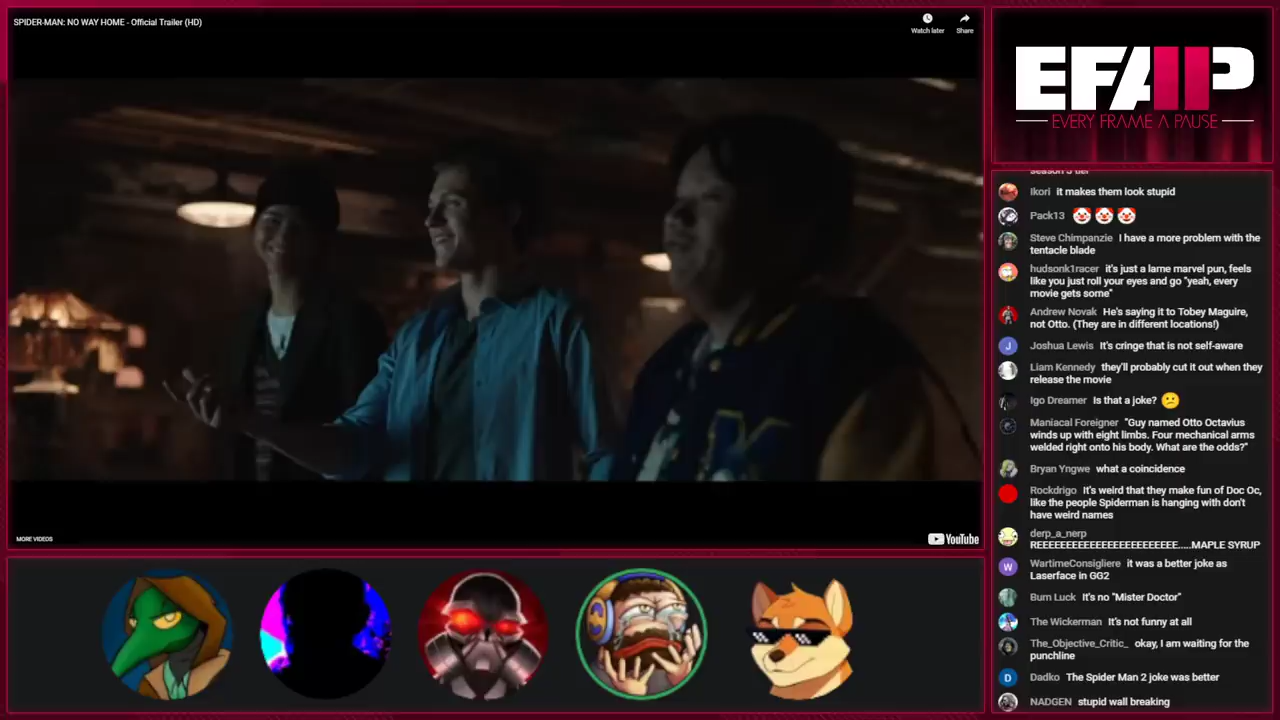 SPIDER-MAN: NO WAY HOME - Official Trailer (HD)
Watch later
Share
MORE VIDEOS
YouTube
EFAP
EVERY FRAME A PAUSE
season 3 tier
Ikori it makes them look stupid
Pack13
Steve Chimpanzie I have a more problem with the
tentacle blade
hudsonk1racer it's just a lame marvel pun, feels
like you just roll your eyes and go "yeah, every
movie gets some"
Andrew Novak He's saying it to Tobey Maguire,
not Otto. (They are in different locations!)
Joshua Lewis It's cringe that is not self-aware
Liam Kennedy they'll probably cut it out when they
release the movie
Igo Dreamer Is that a joke?
Maniacal Foreigner "Guy named Otto Octavius
winds up with eight limbs. Four mechanical arms
welded right onto his body. What are the odds?"
Bryan Yngwe what a coincidence
Rockdrigo It's weird that they make fun of Doc Oc,
like the people Spiderman is hanging with don't
have weird names
derp_a_nerp
REEEEEEEEEEEEEEEEEEEEEEEE.....MAPLE SYRUP
WartimeConsigliere it was a better joke as
Laserface in GG2
Burn Luck It's no "Mister Doctor"
The Wickerman It's not funny at all
The_Objective_Critic_ okay, I am waiting for the
punchline
Dadko The Spider Man 2 joke was better
NADGEN stupid wall breaking